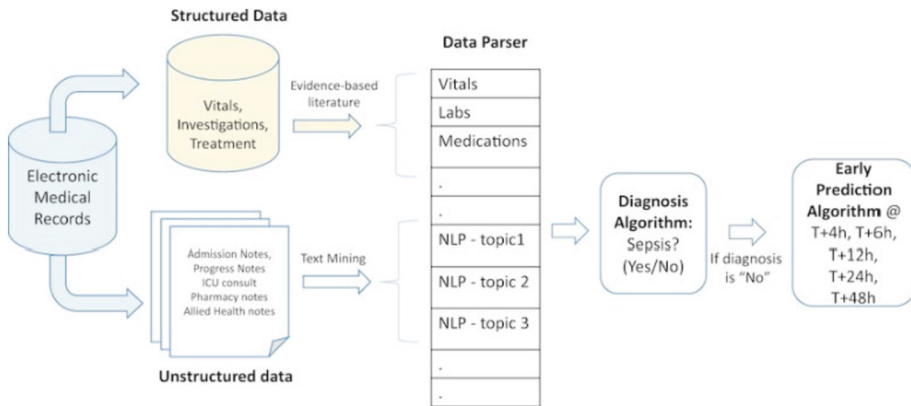 Structured Data
Vitals,
Investigations,
Treatment
Evidence-based
literature
Electronic
Medical
Records
Admission Notes,
Progress Notes
ICU consult
Pharmacy notes
Allied Health notes
Unstructured data
Text Mining
Data Parser
Vitals
Labs
Medications
.
.
NLP - topic1
NLP - topic 2
NLP - topic 3
.
.
Diagnosis
Algorithm:
Sepsis?
(Yes/No)
If diagnosis
is “No”
Early
Prediction
Algorithm @
T+4h, T+6h,
T+12h,
T+24h,
T+48h